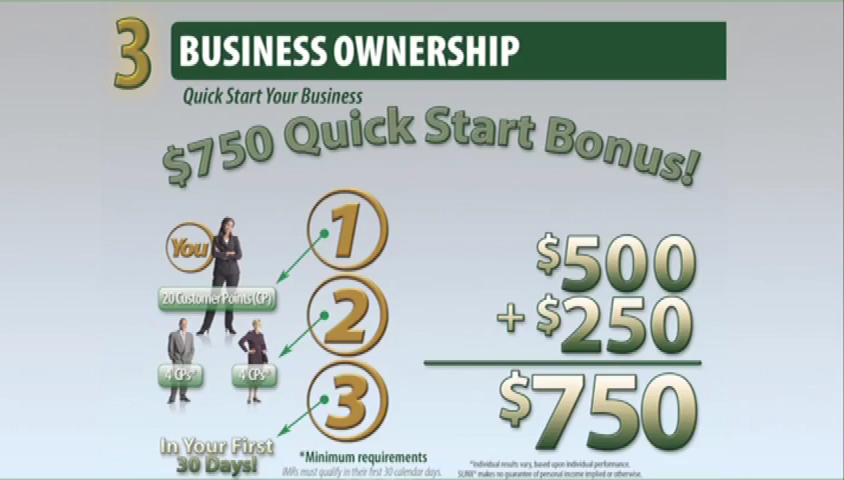 3
BUSINESS OWNERSHIP
Quick Start Your Business
$750 Quick Start Bonus!
You
1
20 Customer Points (CP)
2
4 CPs*
4 CPs*
3
In Your First
30 Days!
*Minimum requirements
IMRs must qualify in their first 30 calendar days.
$500
+ $250
$750
*Individual results vary, based upon individual performance.
makes no guarantee of personal income implied or otherwise.